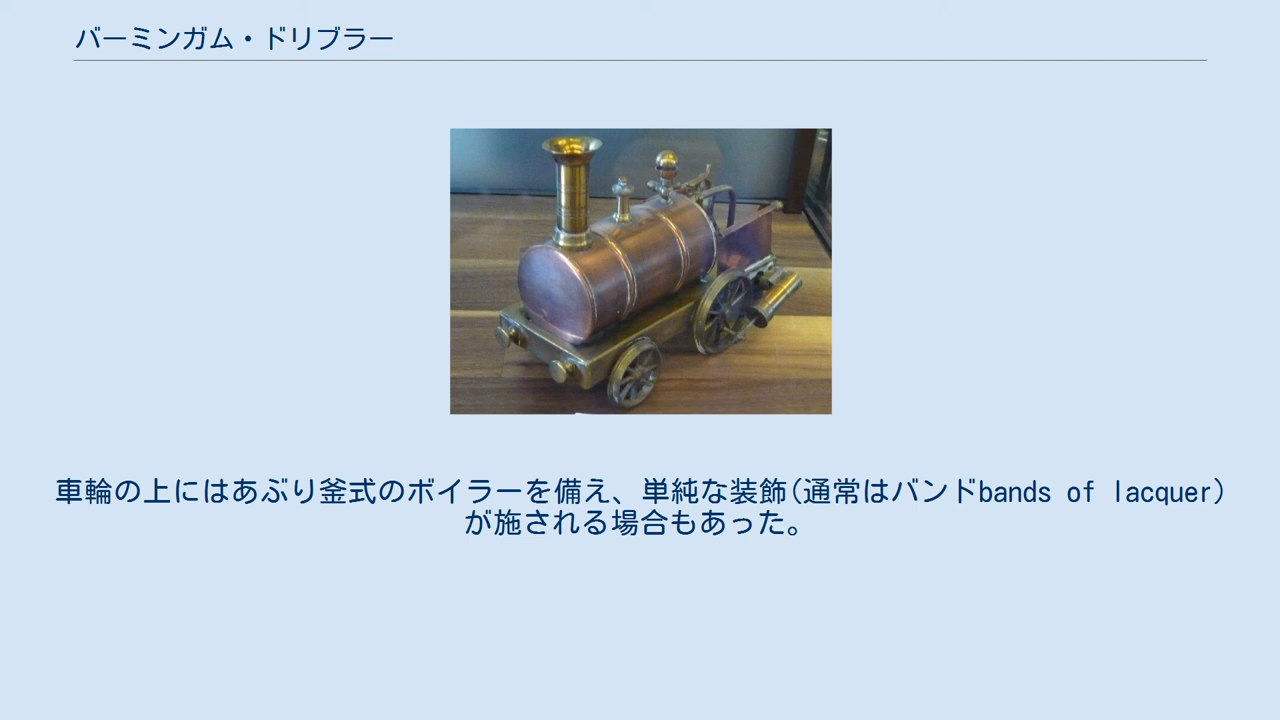 バーミンガム・ドリブラー
車輪の上にはあぶり釜式のボイラーを備え、単純な装飾(通常はバンドbands of lacquer)
が施される場合もあった。